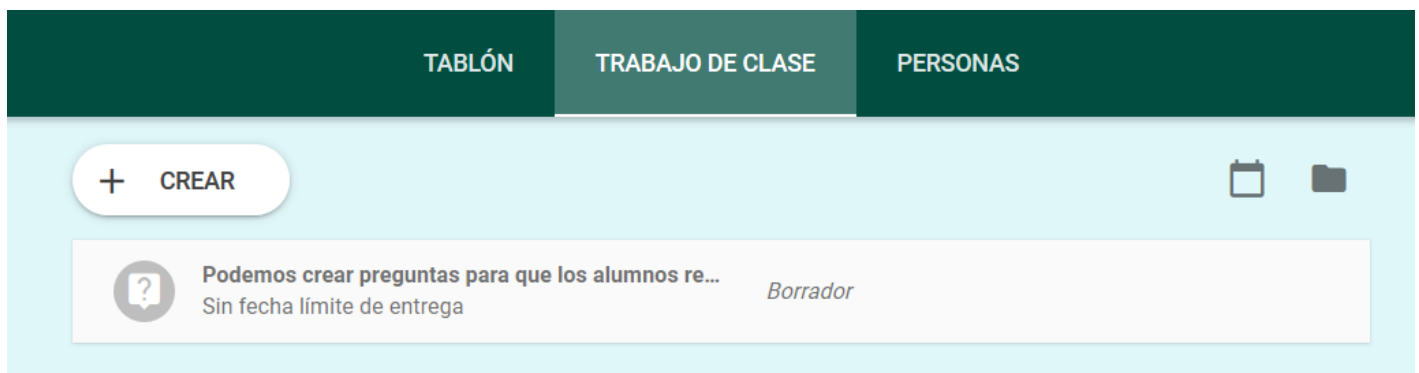 TABLÓN TRABAJO DE CLASE PERSONAS
+ CREAR
Podemos crear preguntas para que los alumnos re...
Borrador
Sin fecha límite de entrega